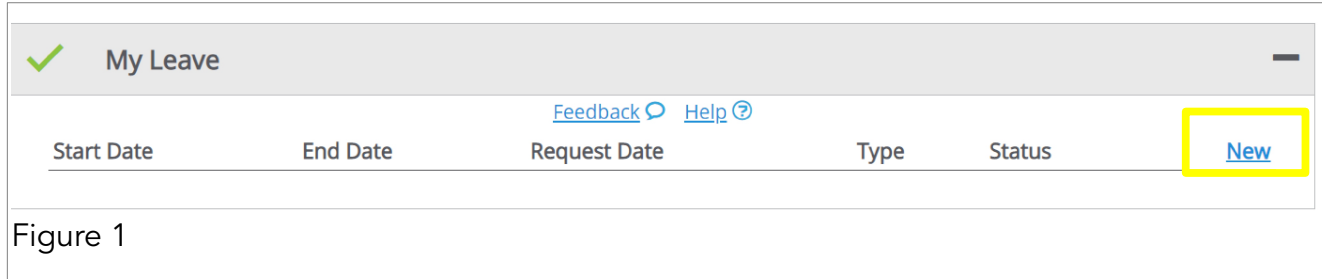 My Leave
Feedback Help
Start Date End Date Request Date Type Status New
Figure 1